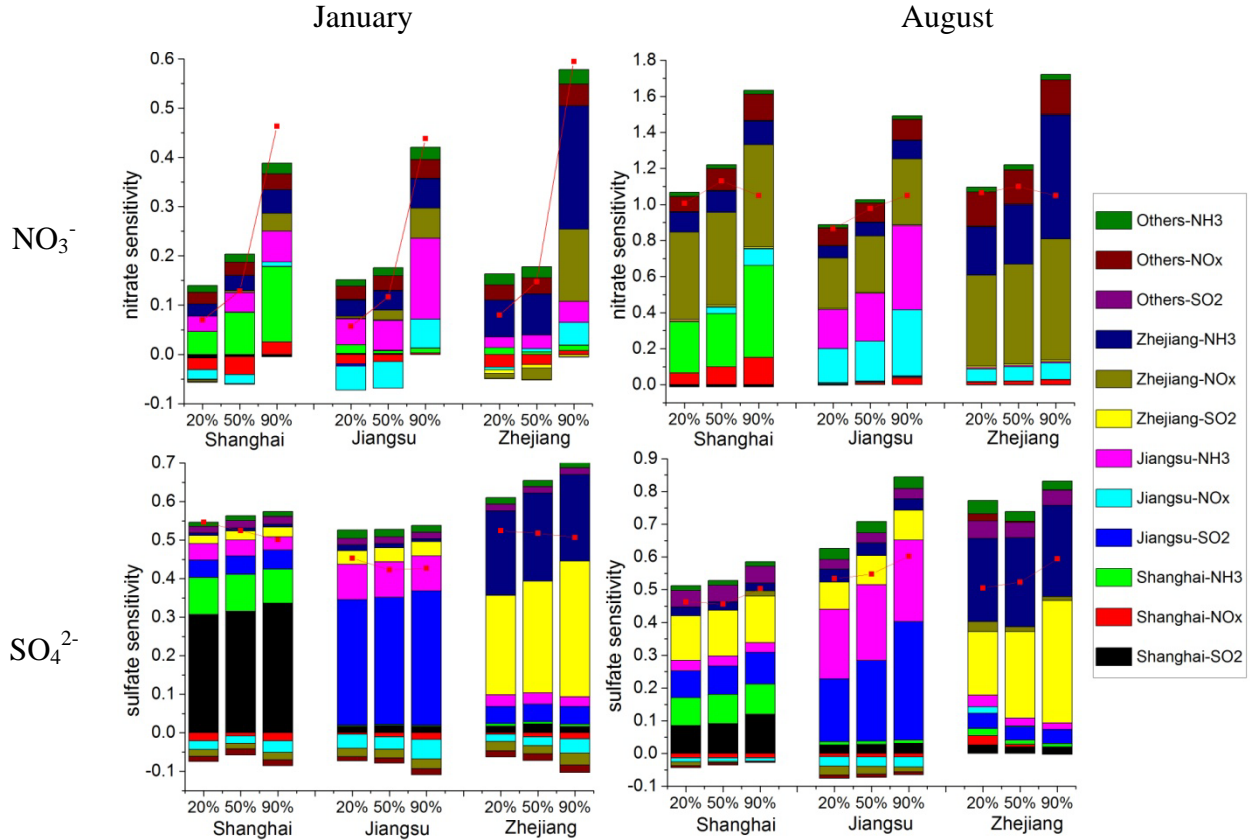 January
August
NO₃⁻
nitrate sensitivity
0.6
0.5
0.4
0.3
0.2
0.1
0.0
-0.1
20% 50% 90% 20% 50% 90% 20% 50% 90%
Shanghai Jiangsu Zhejiang
nitrate sensitivity
1.8
1.6
1.4
1.2
1.0
0.8
0.6
0.4
0.2
0.0
20% 50% 90% 20% 50% 90% 20% 50% 90%
Shanghai Jiangsu Zhejiang
SO₄²⁻
sulfate sensitivity
0.7
0.6
0.5
0.4
0.3
0.2
0.1
0.0
-0.1
20% 50% 90% 20% 50% 90% 20% 50% 90%
Shanghai Jiangsu Zhejiang
sulfate sensitivity
0.9
0.8
0.7
0.6
0.5
0.4
0.3
0.2
0.1
0.0
-0.1
20% 50% 90% 20% 50% 90% 20% 50% 90%
Shanghai Jiangsu Zhejiang
Others-NH3
Others-NOx
Others-SO2
Zhejiang-NH3
Zhejiang-NOx
Zhejiang-SO2
Jiangsu-NH3
Jiangsu-NOx
Jiangsu-SO2
Shanghai-NH3
Shanghai-NOx
Shanghai-SO2